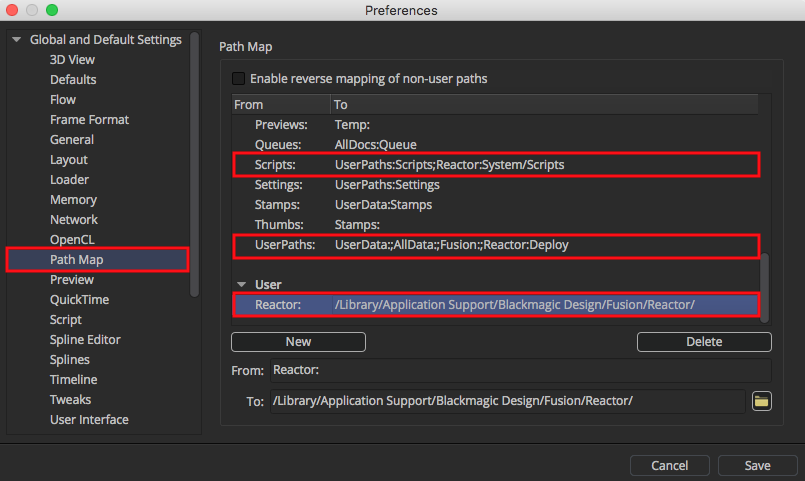 Preferences
Global and Default Settings
3D View
Defaults
Flow
Frame Format
General
Layout
Loader
Memory
Network
OpenCL
Path Map
Preview
QuickTime
Script
Spline Editor
Splines
Timeline
Tweaks
User Interface
Path Map
Enable reverse mapping of non-user paths
From To
Previews: Temp:
Queues: AllDocs:Queue
Scripts: UserPaths:Scripts;Reactor:System/Scripts
Settings: UserPaths:Settings
Stamps: UserData:Stamps
Thumbs: Stamps:
UserPaths: UserData:;AllData:;Fusion:;Reactor:Deploy
User
Reactor: /Library/Application Support/Blackmagic Design/Fusion/Reactor/
New Delete
From: Reactor:
To: /Library/Application Support/Blackmagic Design/Fusion/Reactor/
Cancel Save